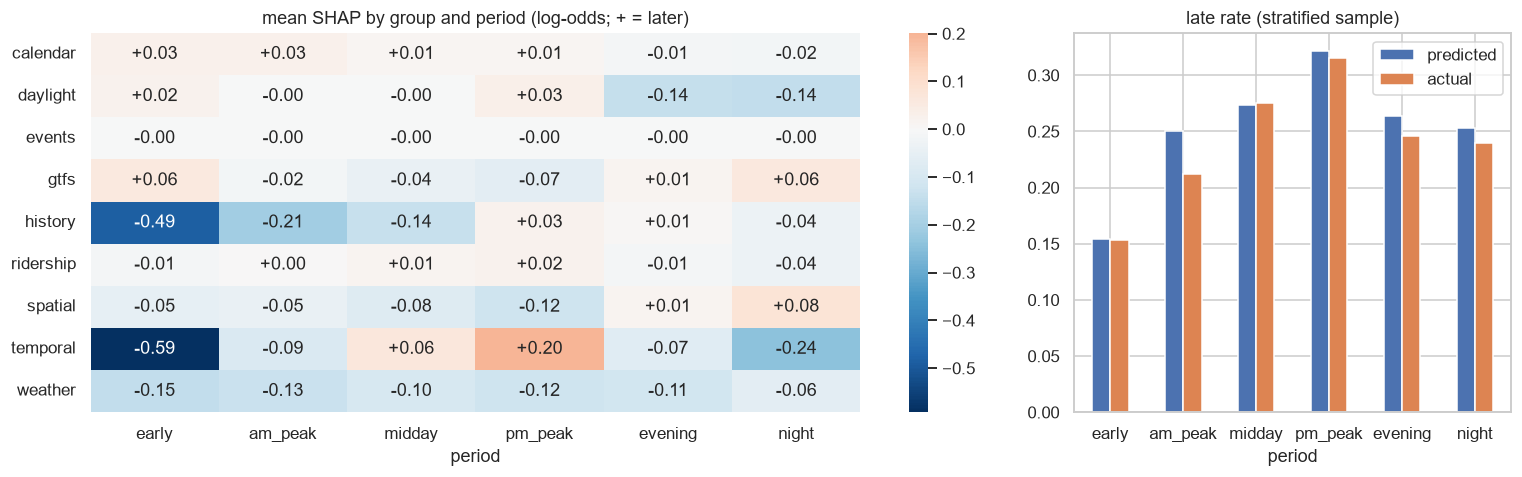 mean SHAP by group and period (log-odds; + = later)
calendar +0.03 +0.03 +0.01 +0.01 -0.01 -0.02
daylight +0.02 -0.00 -0.00 +0.03 -0.14 -0.14
events -0.00 -0.00 -0.00 -0.00 -0.00 -0.00
gtfs +0.06 -0.02 -0.04 -0.07 +0.01 +0.06
history -0.49 -0.21 -0.14 +0.03 +0.01 -0.04
ridership -0.01 +0.00 +0.01 +0.02 -0.01 -0.04
spatial -0.05 -0.05 -0.08 -0.12 +0.01 +0.08
temporal -0.59 -0.09 +0.06 +0.20 -0.07 -0.24
weather -0.15 -0.13 -0.10 -0.12 -0.11 -0.06
early am_peak midday pm_peak evening night
period
0.2
0.1
0.0
−0.1
−0.2
−0.3
−0.4
−0.5
late rate (stratified sample)
predicted
actual
0.30
0.25
0.20
0.15
0.10
0.05
0.00
early am_peak midday pm_peak evening night
period